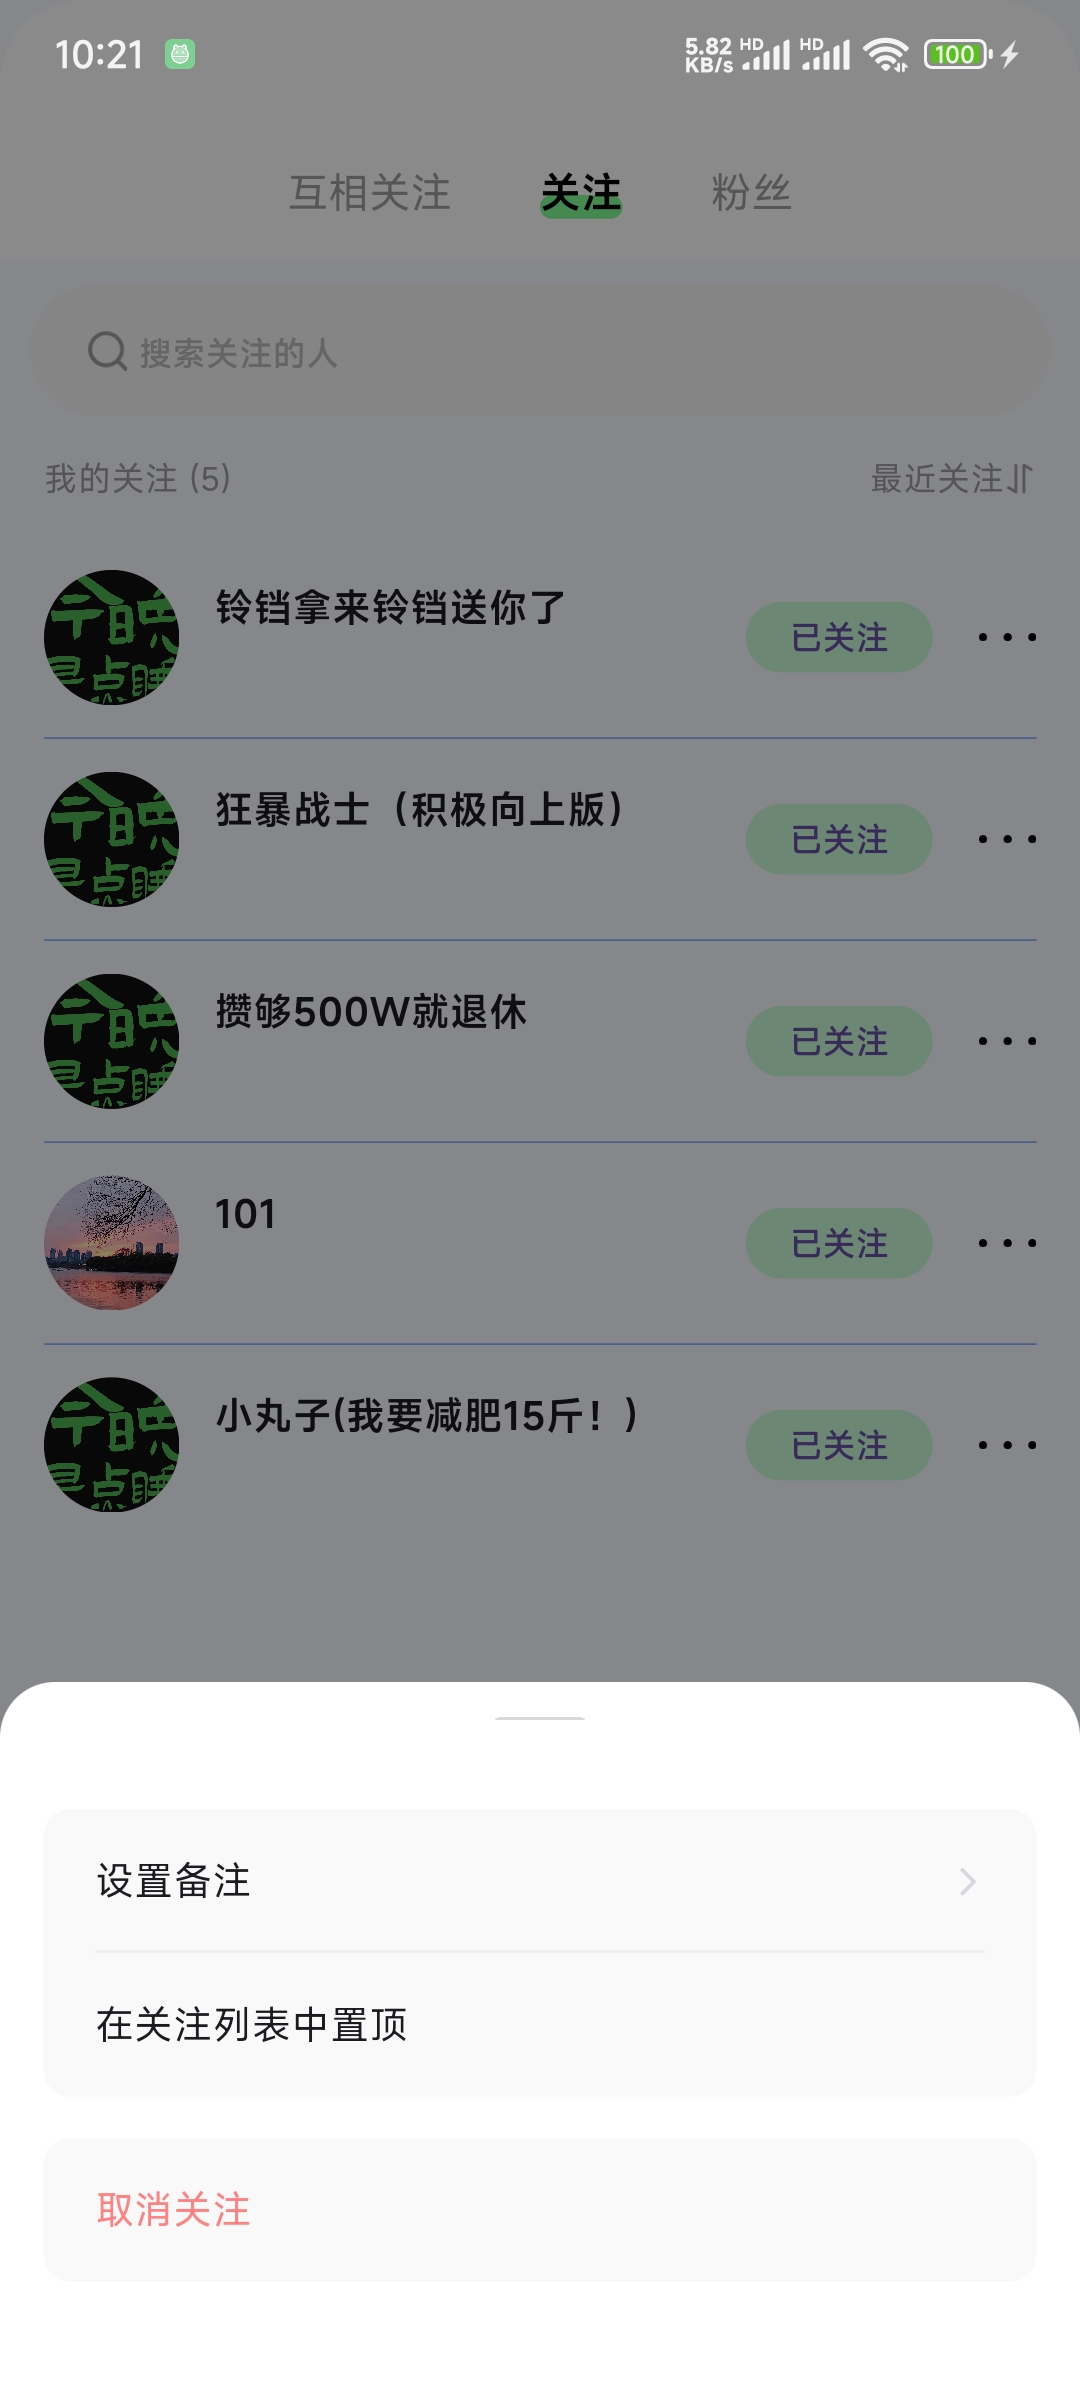 10:21
5.82 KB/s HD HD 100
互相关注 关注 粉丝
搜索关注的人
我的关注 (5) 最近关注
铃铛拿来铃铛送你了
已关注
狂暴战士（积极向上版）
已关注
攒够500W就退休
已关注
101
已关注
小丸子(我要减肥15斤！)
已关注
设置备注
在关注列表中置顶
取消关注